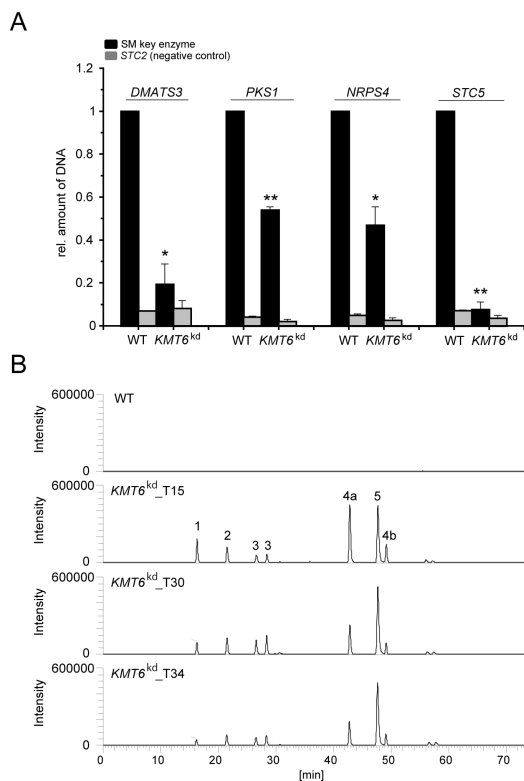 A
SM key enzyme
STC2 (negative control)
DMATS3 PKS1 NRPS4 STC5
rel. amount of DNA
1.2
1
0.8
0.6
0.4
0.2
0
* ** * **
WT KMT6kd WT KMT6kd WT KMT6kd WT KMT6kd
B
600000
WT
Intensity
0
600000
KMT6kd_T15
Intensity
0
1 2 3 3 4a 5 4b
600000
KMT6kd_T30
Intensity
0
600000
KMT6kd_T34
Intensity
0
0 10 20 30 40 50 60 70
[min]